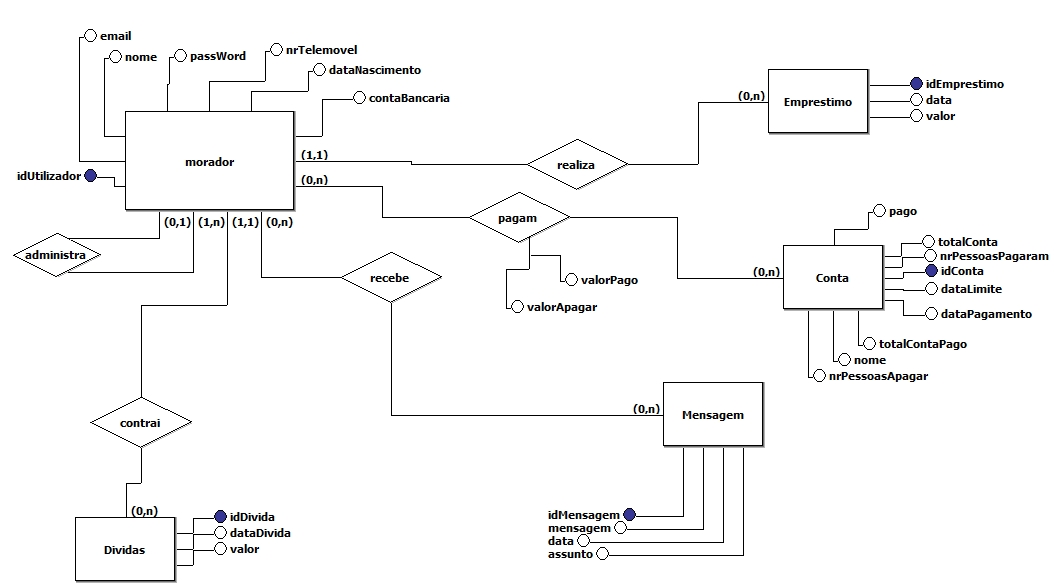 email
nome
passWord
nrTelemovel
dataNascimento
contaBancaria
morador
idUtilizador
(1,1)
(0,n)
(0,1)
(1,n)
(1,1)
(0,n)
administra
realiza
(0,n)
Emprestimo
idEmprestimo
data
valor
pagam
valorPago
valorApagar
(0,n)
Conta
pago
totalConta
nrPessoasPagaram
idConta
dataLimite
dataPagamento
totalContaPago
nome
nrPessoasApagar
recebe
(0,n)
Mensagem
idMensagem
mensagem
data
assunto
contrai
(0,n)
Dividas
idDivida
dataDivida
valor